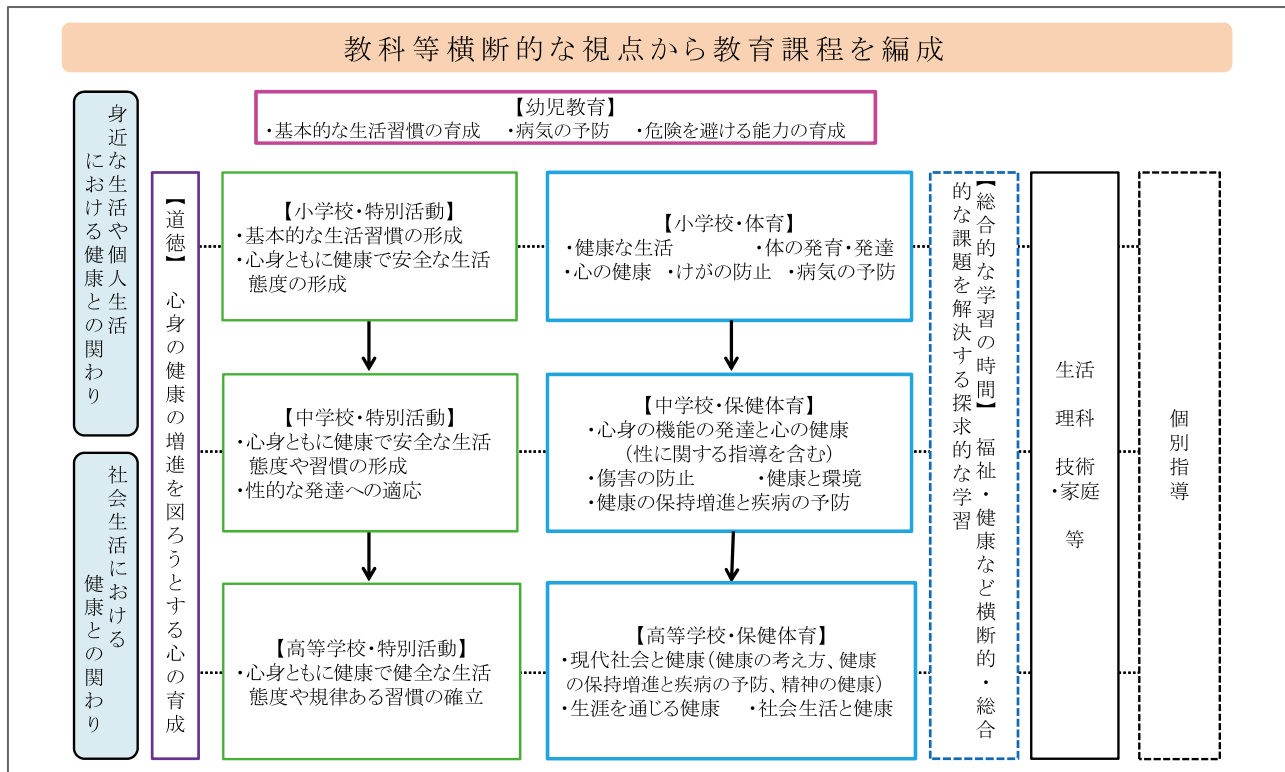 教科等横断的な視点から教育課程を編成
身近な生活や個人生活
における健康との関わり
社会生活における
健康との関わり
【幼児教育】
・基本的な生活習慣の育成　・病気の予防　・危険を避ける能力の育成
【道徳】　心身の健康の増進を図ろうとする心の育成
【小学校・特別活動】
・基本的な生活習慣の形成
・心身ともに健康で安全な生活
態度の形成
【小学校・体育】
・健康な生活　・体の発育・発達
・心の健康　・けがの防止　・病気の予防
【中学校・特別活動】
・心身ともに健康で安全な生活
態度や習慣の形成
・性的な発達への適応
【中学校・保健体育】
・心身の機能の発達と心の健康
（性に関する指導を含む）
・傷害の防止　・健康と環境
・健康の保持増進と疾病の予防
【高等学校・特別活動】
・心身ともに健康で健全な生活
態度や規律ある習慣の確立
【高等学校・保健体育】
・現代社会と健康（健康の考え方、健康
の保持増進と疾病の予防、精神の健康）
・生涯を通じる健康　・社会生活と健康
【総合的な学習の時間】　福祉・健康など横断的・総合
的な課題を解決する探求的な学習
生活
理科
技術
・家庭
等
個別指導